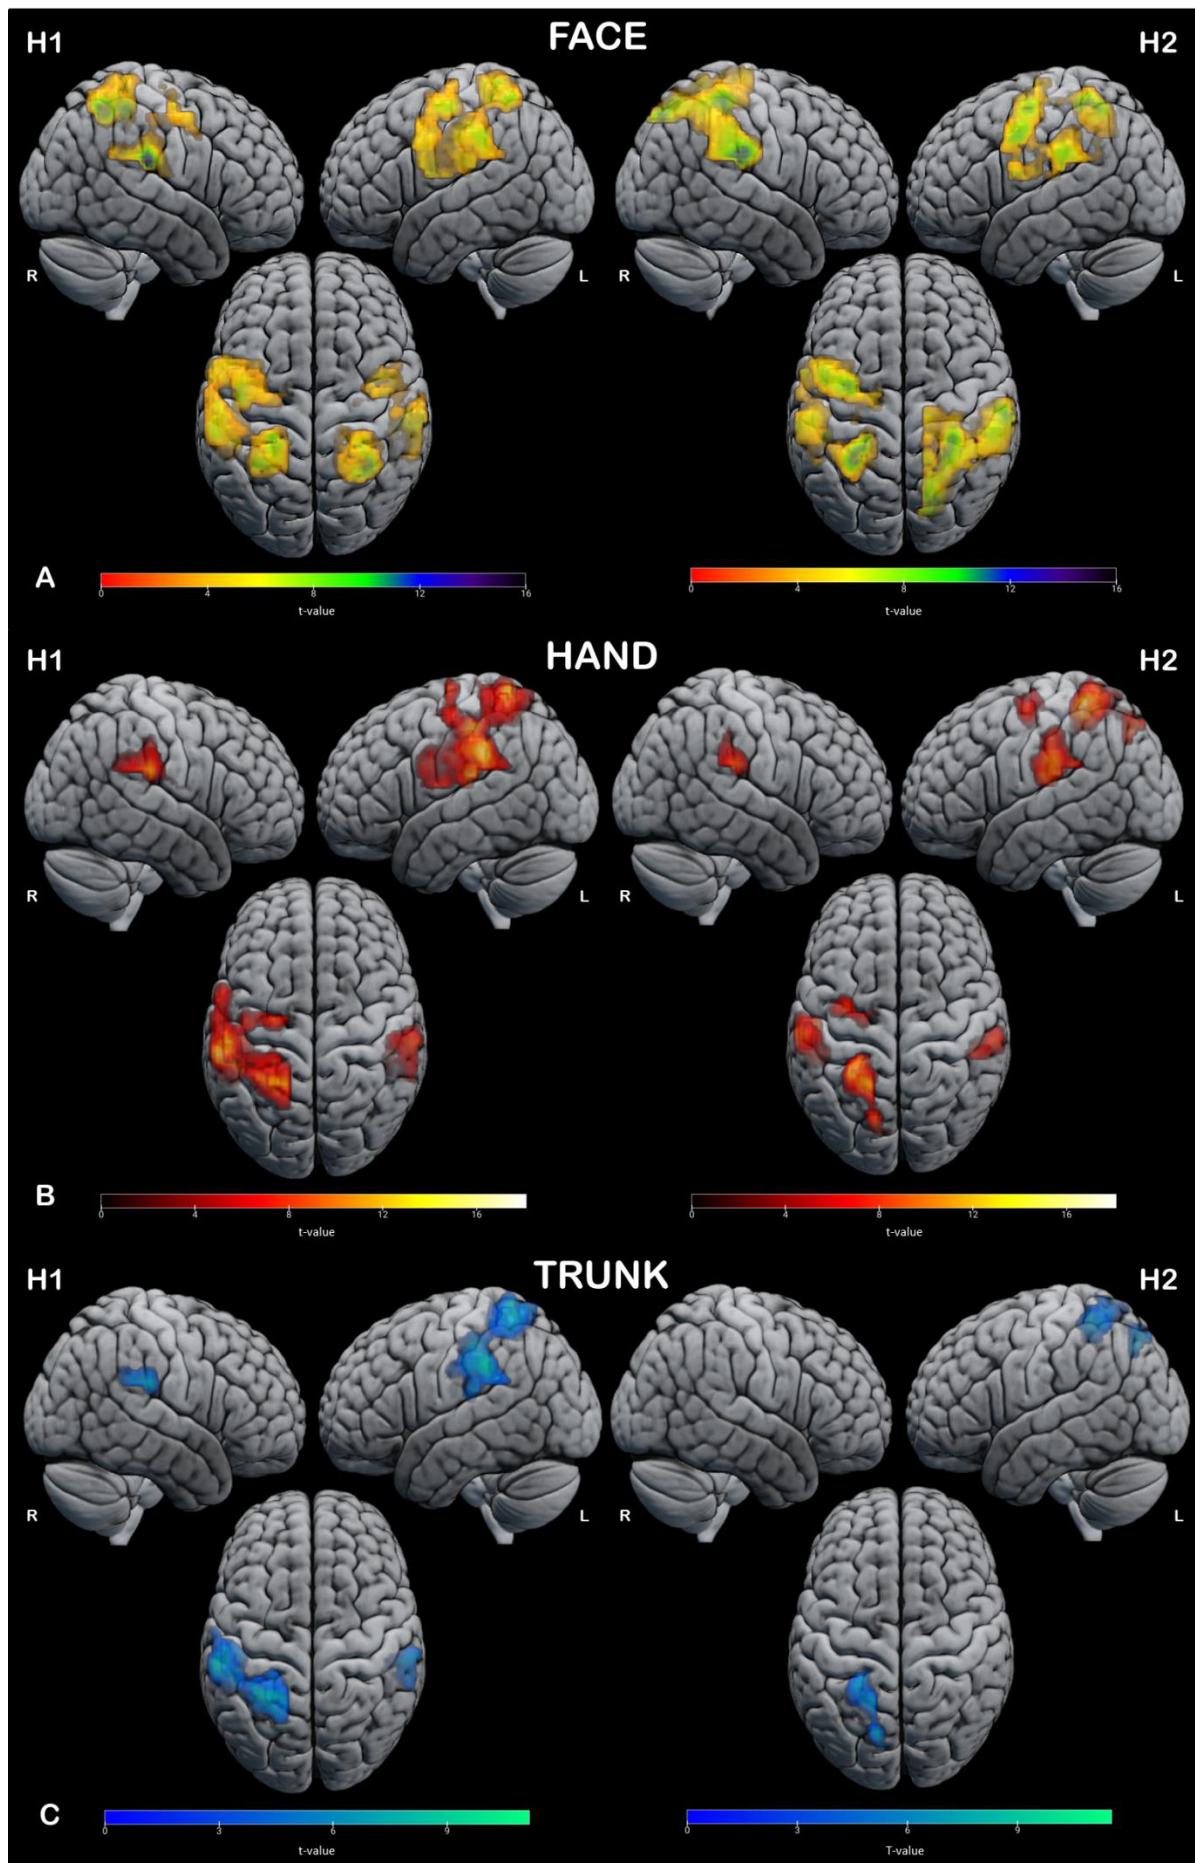 H1 FACE H2
R L R L
A
0 4 8 12 16 0 4 8 12 16
t-value t-value
H1 HAND H2
R L R L
B
0 4 8 12 16 0 4 8 12 16
t-value t-value
H1 TRUNK H2
R L R L
C
0 3 6 9 0 3 6 9
t-value T-value